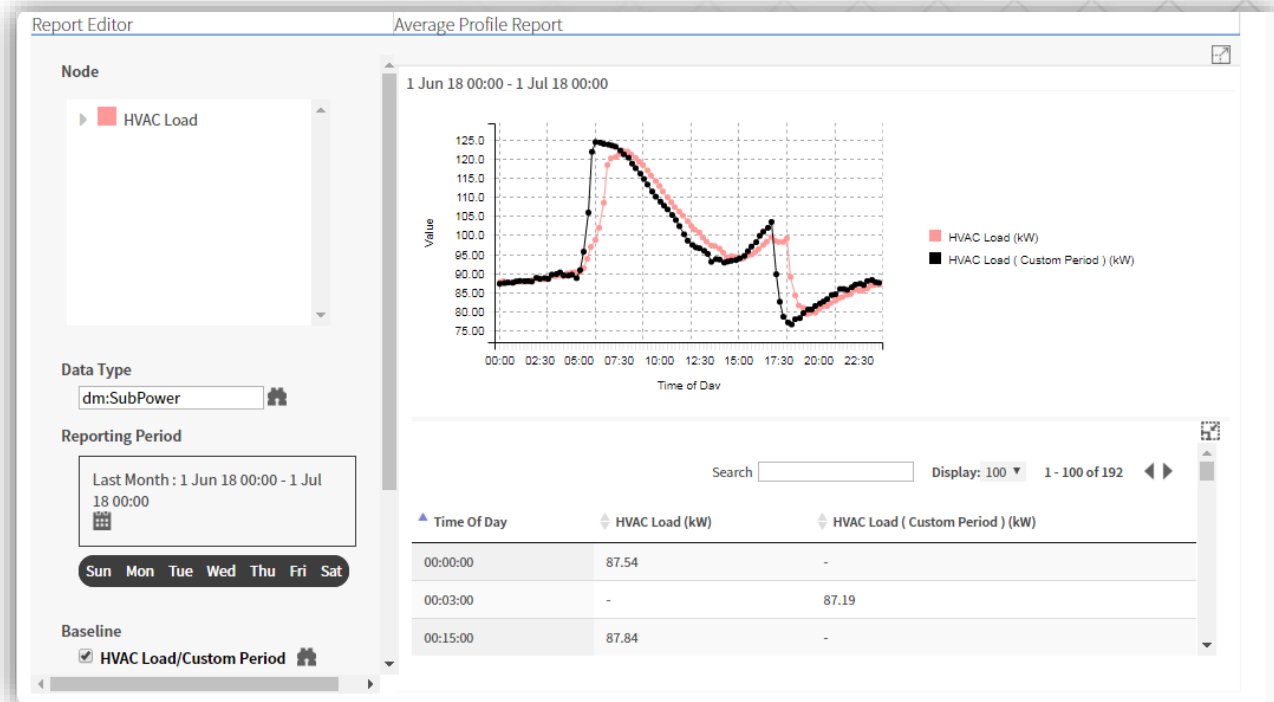 Report Editor
Average Profile Report
Node
HVAC Load
Data Type
dm:SubPower
Reporting Period
Last Month : 1 Jun 18 00:00 - 1 Jul
18 00:00
Sun Mon Tue Wed Thu Fri Sat
Baseline
HVAC Load/Custom Period
1 Jun 18 00:00 - 1 Jul 18 00:00
Value
125.0
120.0
115.0
110.0
105.0
100.0
95.00
90.00
85.00
80.00
75.00
00:00 02:30 05:00 07:30 10:00 12:30 15:00 17:30 20:00 22:30
Time of Day
HVAC Load (kW)
HVAC Load ( Custom Period ) (kW)
Search Display: 100 1 - 100 of 192
Time Of Day HVAC Load (kW) HVAC Load ( Custom Period ) (kW)
00:00:00 87.54 -
00:03:00 - 87.19
00:15:00 87.84 -